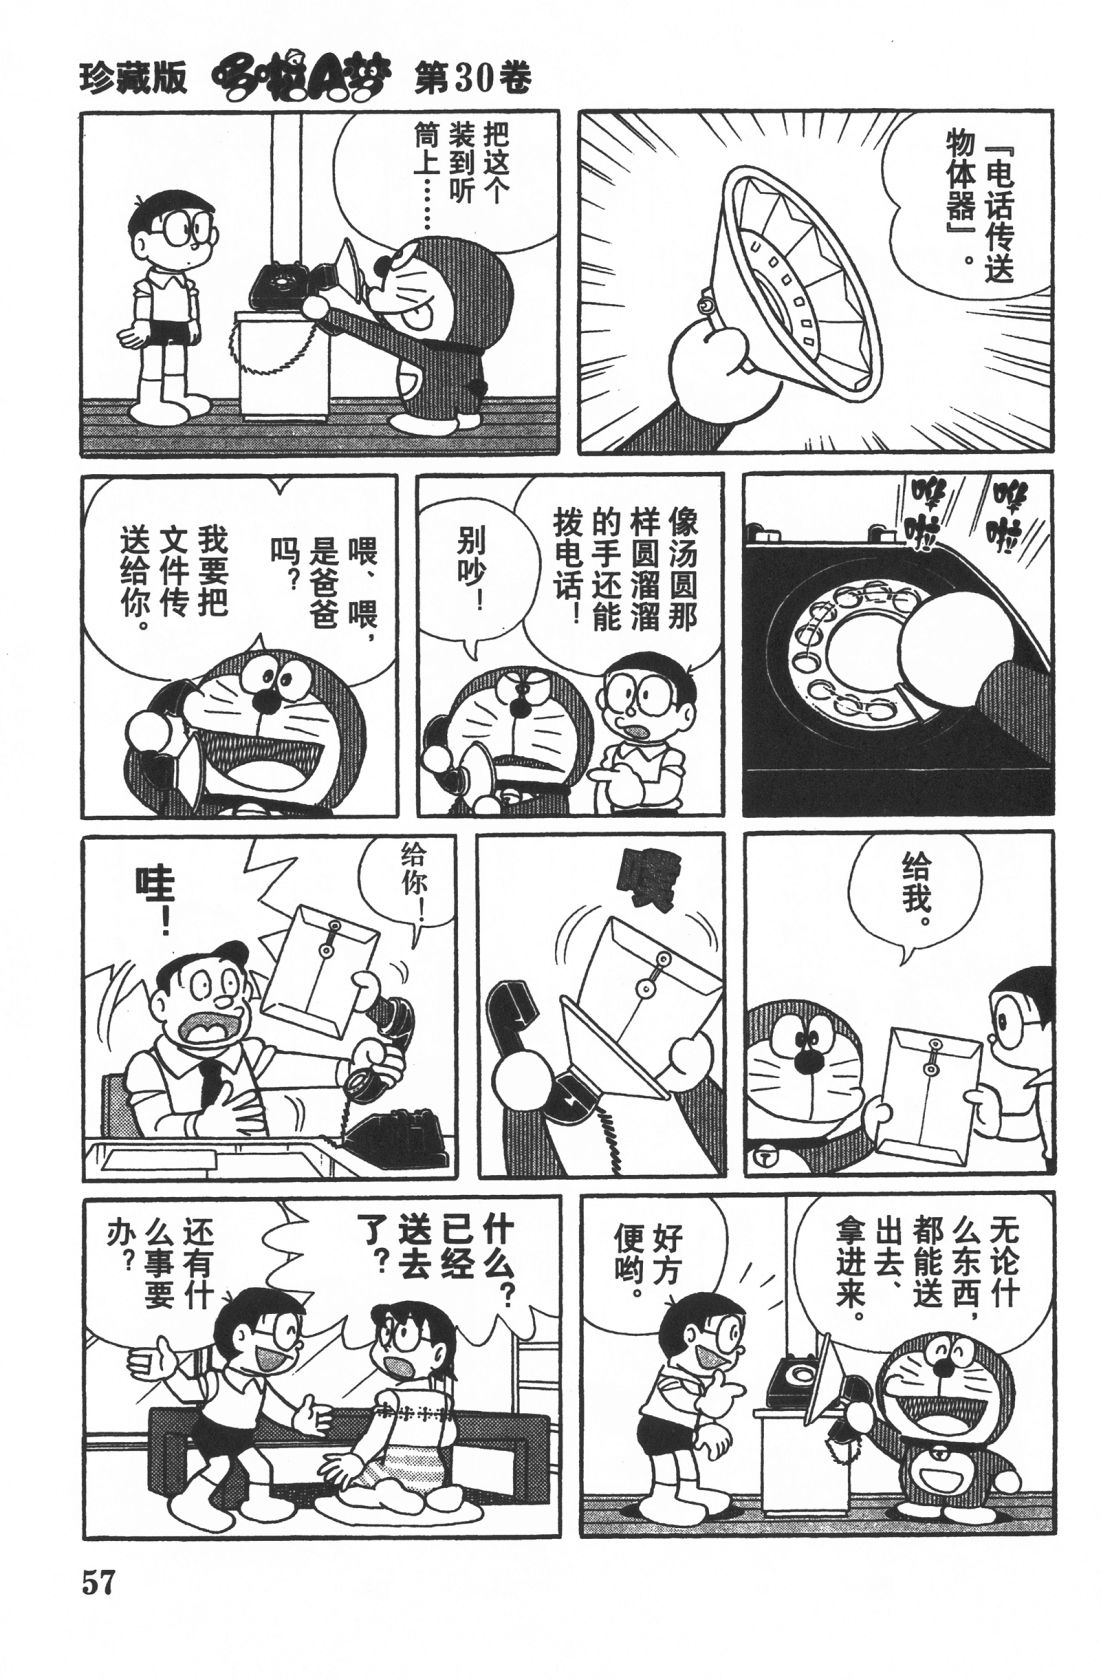 珍藏版 哆啦A梦 第30卷
『电话传送
物体器』。
把这个
装到听
筒上……
哗啦
哗啦
像汤圆那
样圆溜溜
的手还能
拨电话！
别吵！
喂、喂，
是爸爸
吗？
我要把
文件传
送给你。
给我。
噗
给你！
哇！
无论什
么东西，
都能送
出去、
拿进来。
好方
便哟。
什么？
已经
送去
了？
还有什
么事要
办？
57